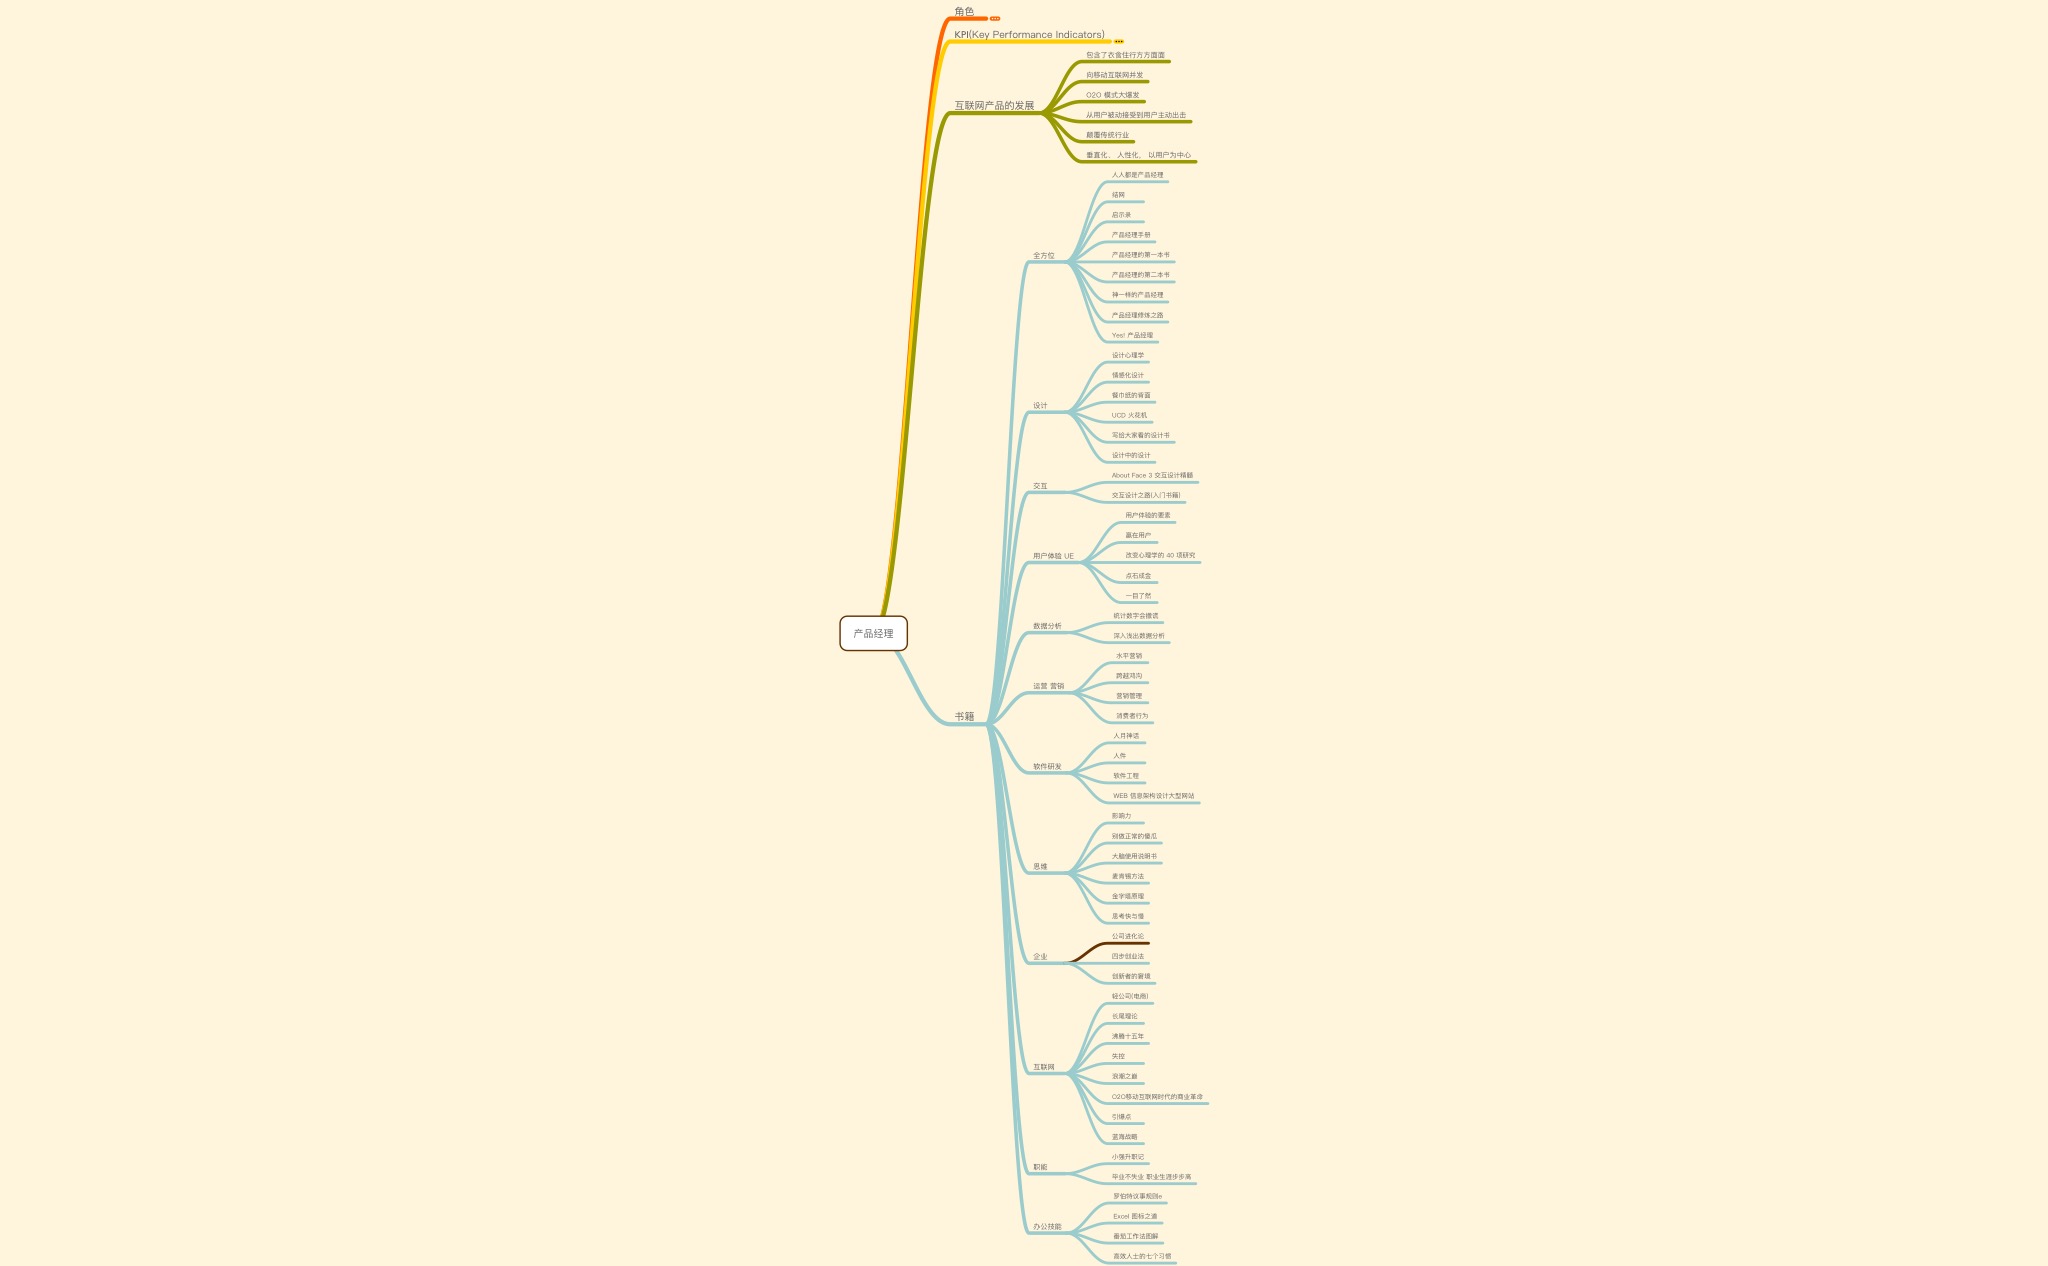 角色
KPI(Key Performance Indicators)
互联网产品的发展
包含了衣食住行方方面面
向移动互联网井发
O2O 模式大爆发
从用户被动接受到用户主动出击
颠覆传统行业
垂直化、 人性化、 以用户为中心
产品经理
书籍
全方位
人人都是产品经理
结网
启示录
产品经理手册
产品经理的第一本书
产品经理的第二本书
神一样的产品经理
产品经理修炼之路
Yes! 产品经理
设计
设计心理学
情感化设计
餐巾纸的背面
UCD 火花机
写给大家看的设计书
设计中的设计
交互
About Face 3 交互设计精髓
交互设计之路(入门书籍)
用户体验 UE
用户体验的要素
赢在用户
改变心理学的 40 项研究
点石成金
一目了然
数据分析
统计数字会撒谎
深入浅出数据分析
运营 营销
水平营销
跨越鸿沟
营销管理
消费者行为
软件研发
人月神话
人件
软件工程
WEB 信息架构设计大型网站
思维
影响力
别做正常的傻瓜
大脑使用说明书
麦肯锡方法
金字塔原理
思考快与慢
企业
公司进化论
四步创业法
创新者的窘境
互联网
轻公司(电商)
长尾理论
沸腾十五年
失控
浪潮之巅
O2O移动互联网时代的商业革命
引爆点
蓝海战略
职能
小强升职记
毕业不失业 职业生涯步步高
办公技能
罗伯特议事规则e
Excel 图标之道
番茄工作法图解
高效人士的七个习惯